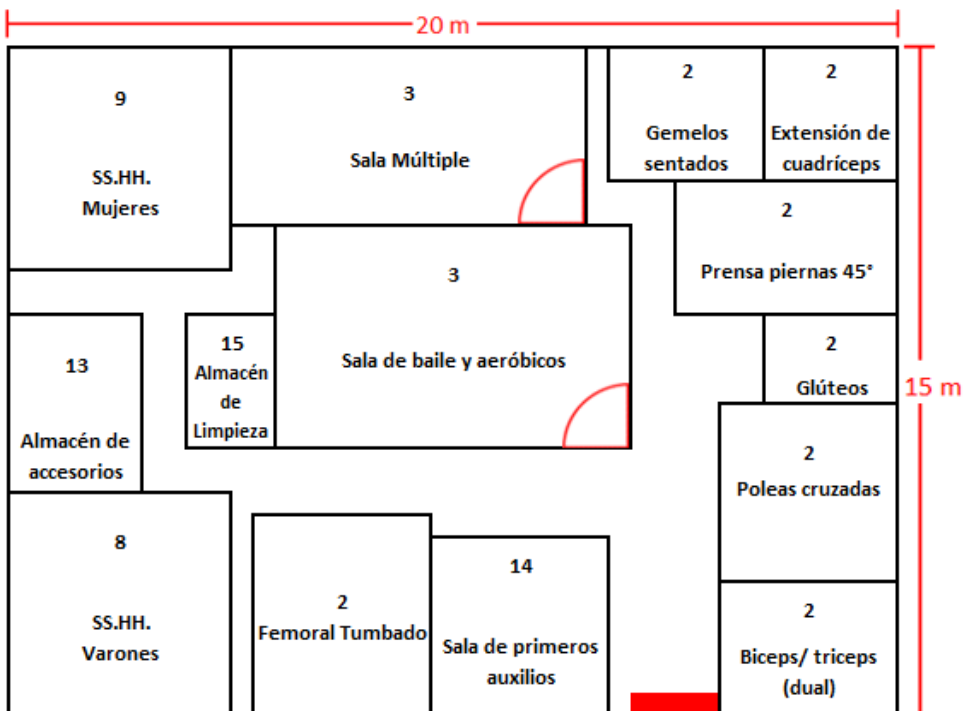 20 m
9
SS.HH.
Mujeres
3
Sala Múltiple
2
Gemelos
sentados
2
Extensión de
cuadríceps
2
Prensa piernas 45°
3
Sala de baile y aeróbicos
13
Almacén de
accesorios
15
Almacén
de
Limpieza
2
Glúteos
15 m
2
Poleas cruzadas
8
SS.HH.
Varones
2
Femoral Tumbado
14
Sala de primeros
auxilios
2
Biceps/ triceps
(dual)